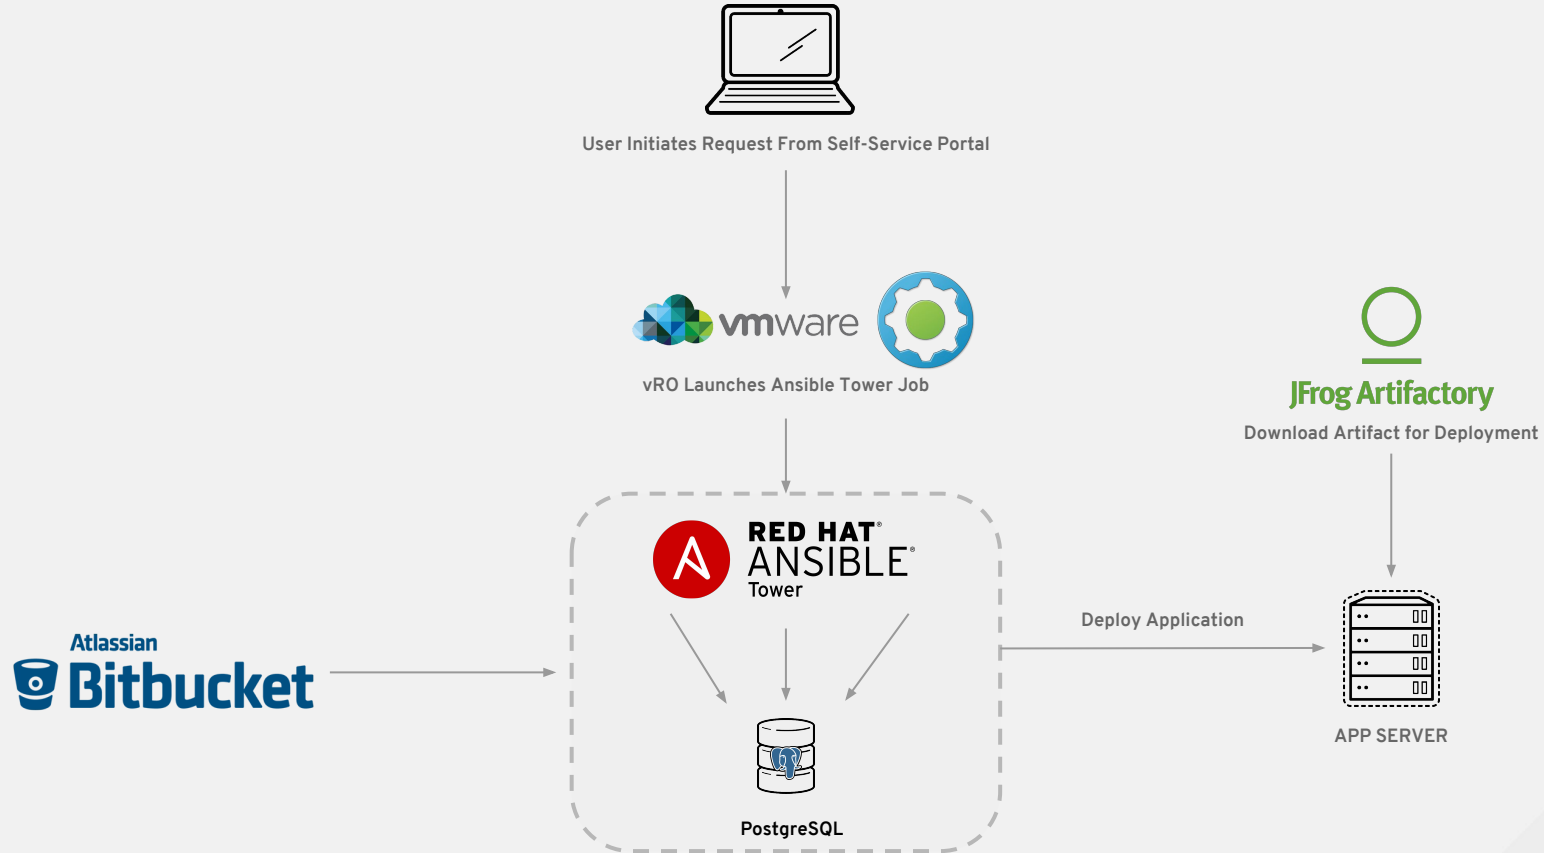 User Initiates Request From Self-Service Portal
vmware
vRO Launches Ansible Tower Job
JFrog Artifactory
Download Artifact for Deployment
RED HAT®
ANSIBLE®
Tower
Deploy Application
Atlassian
Bitbucket
APP SERVER
PostgreSQL